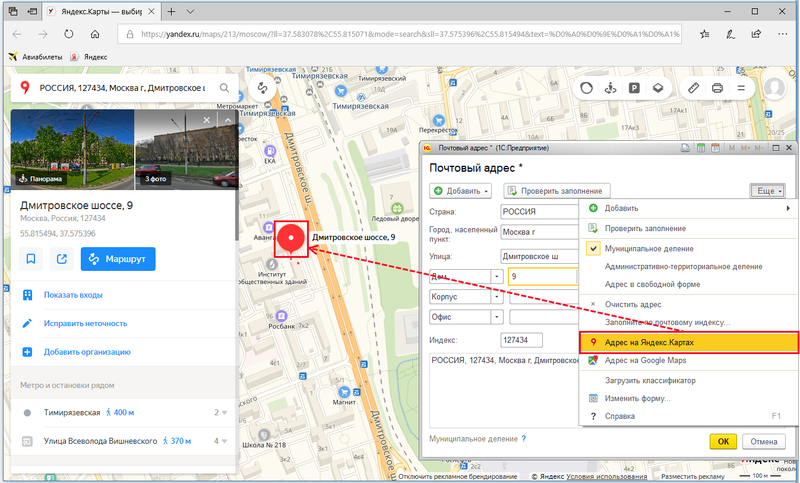 Яндекс.Карты — выбир
https://yandex.ru/maps/213/moscow/?ll=37.583078%2C55.815071&mode=search&sll=37.575396%2C55.815494&text=%D0%A0%D0%9E%D0%A1%D0%A1%
Авиабилеты
Яндекс
РОССИЯ, 127434, Москва г, Дмитровское ш
Панорама
3 фото
Дмитровское шоссе, 9
Москва, Россия, 127434
55.815494, 37.575396
Маршрут
Показать входы
Исправить неточность
Добавить организацию
Метро и остановки рядом
Тимирязевская 400 м 2
Улица Всеволода Вишневского 370 м 4
Тимирязевская
Тимирязевский
Тимирязевская
Метромаркет
Перекресток
ЕКА
Дмитровское ш.
Ледовый дворец
Аванга
Дмитровское шоссе, 9
Институт
общественных зданий
Росбанк
Магнит
Школа № 218
Почтовый адрес * (1С:Предприятие)
M M+ M-
Почтовый адрес *
Добавить
Проверить заполнение
Еще
Страна:
РОССИЯ
Город, населенный
пункт:
Москва г
Улица:
Дмитровское ш
Дом
9
Корпус
Офис
Индекс:
127434
РОССИЯ, 127434, Москва г, Дмитровское
Муниципальное деление ?
OK
Отмена
Добавить
Проверить заполнение
Муниципальное деление
Административно-территориальное деление
Адрес в свободной форме
Очистить адрес
Заполнить по почтовому индексу...
Адрес на Яндекс.Картах
Адрес на Google Maps
Загрузить классификатор
Изменить форму...
Справка F1
Отключить рекламное брендирование
© Яндекс Условия использования
Разместить рекламу
100 м